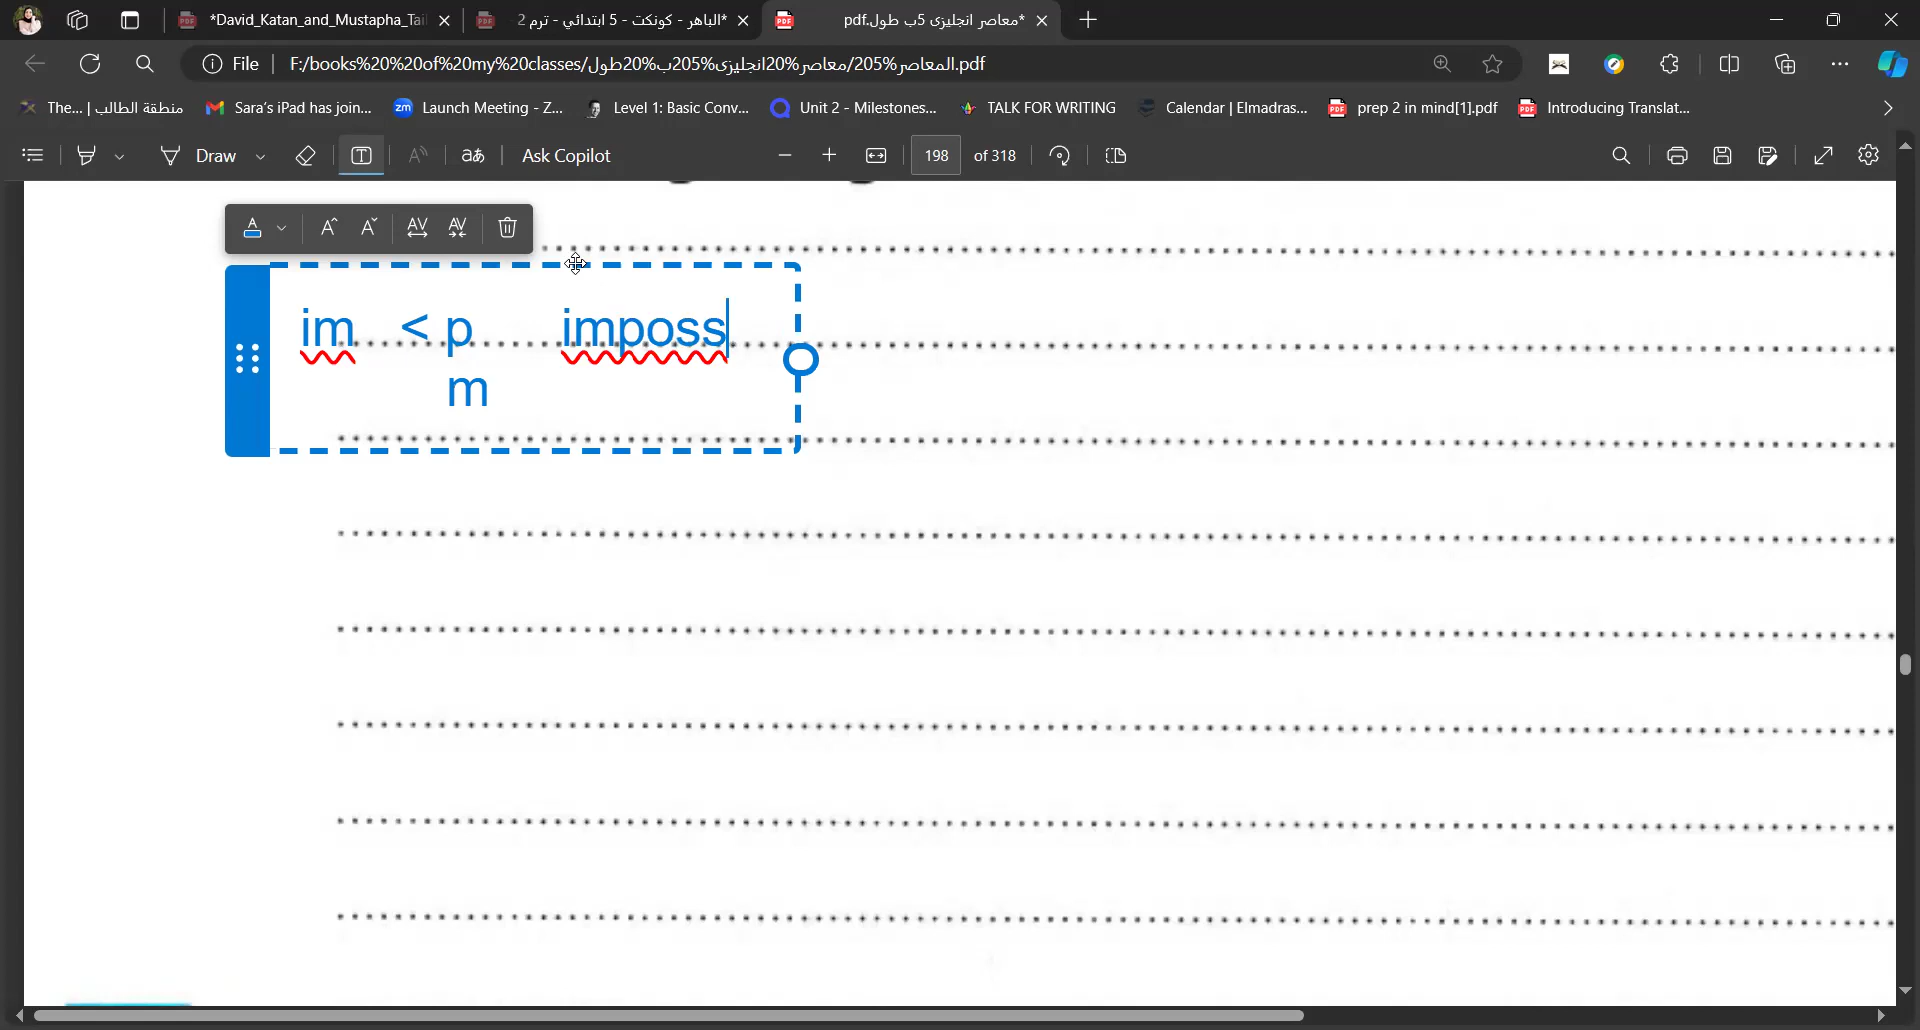 *David_Katan_and_Mustapha_Tai
*الباهر - كونكت - 5 ابتدائي - ترم 2
*معاصر انجليزى 5ب طول.pdf
File
F:/books%20%20of%20my%20classes/المعاصر%205/معاصر%20انجليزى%205ب%20طول.pdf
The... | منطقة الطالب
Sara's iPad has join...
Launch Meeting - Z...
Level 1: Basic Conv...
Unit 2 - Milestones...
TALK FOR WRITING
Calendar | Elmadras...
prep 2 in mind[1].pdf
Introducing Translat...
Draw
Ask Copilot
198 of 318
im < p imposs
m